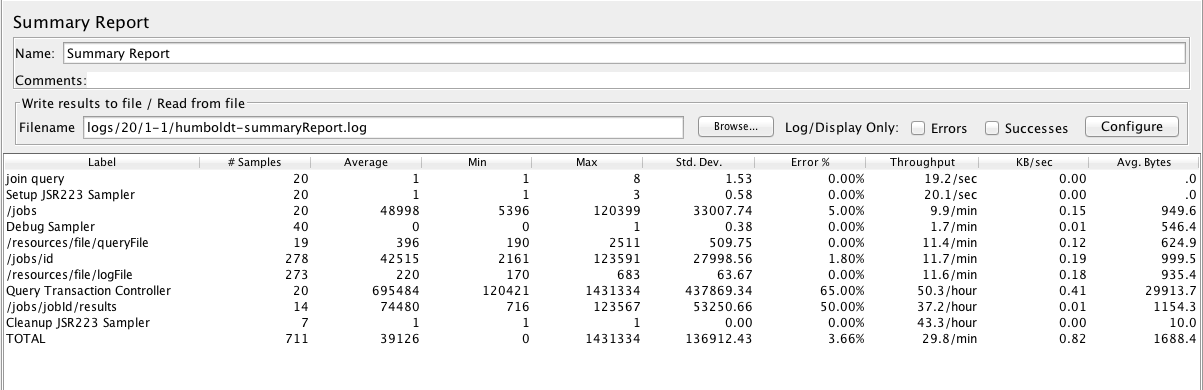 Summary Report
Name: Summary Report
Comments:
Write results to file / Read from file
Filename logs/20/1-1/humboldt-summaryReport.log Browse... Log/Display Only: Errors Successes Configure
Label # Samples Average Min Max Std. Dev. Error % Throughput KB/sec Avg. Bytes
join query 20 1 1 8 1.53 0.00% 19.2/sec 0.00 .0
Setup JSR223 Sampler 20 1 1 3 0.58 0.00% 20.1/sec 0.00 .0
/jobs 20 48998 5396 120399 33007.74 5.00% 9.9/min 0.15 949.6
Debug Sampler 40 0 0 1 0.38 0.00% 1.7/min 0.01 546.4
/resources/file/queryFile 19 396 190 2511 509.75 0.00% 11.4/min 0.12 624.9
/jobs/id 278 42515 2161 123591 27998.56 1.80% 11.7/min 0.19 999.5
/resources/file/logFile 273 220 170 683 63.67 0.00% 11.6/min 0.18 935.4
Query Transaction Controller 20 695484 120421 1431334 437869.34 65.00% 50.3/hour 0.41 29913.7
/jobs/jobId/results 14 74480 716 123567 53250.66 50.00% 37.2/hour 0.01 1154.3
Cleanup JSR223 Sampler 7 1 1 1 0.00 0.00% 43.3/hour 0.00 10.0
TOTAL 711 39126 0 1431334 136912.43 3.66% 29.8/min 0.82 1688.4